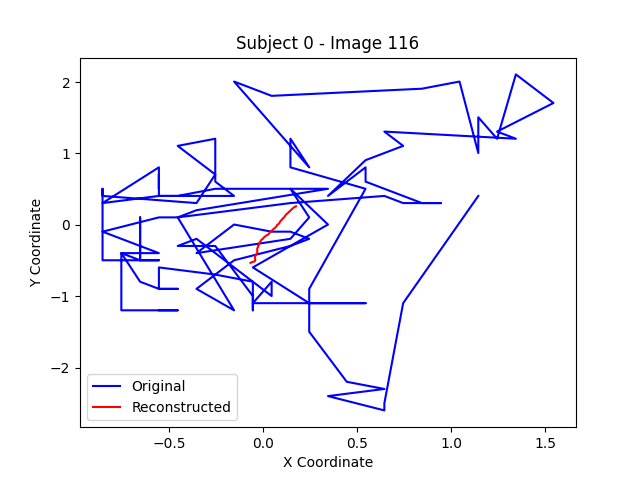 Subject 0 - Image 116
2
1
0
−1
−2
Y Coordinate
Original
Reconstructed
−0.5 0.0 0.5 1.0 1.5
X Coordinate